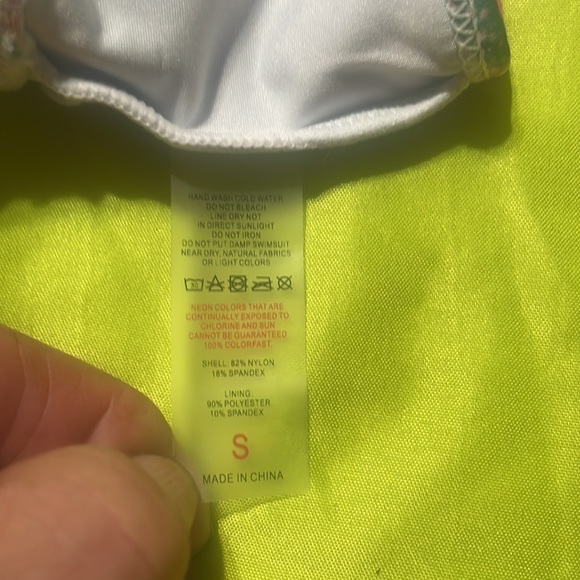 HAND WASH COLD WATER
DO NOT BLEACH
LINE DRY NOT
IN DIRECT SUNLIGHT
DO NOT IRON
DO NOT PUT DAMP SWIMSUIT
NEAR DRY, NATURAL FABRICS
OR LIGHT COLORS
NEON COLORS THAT ARE
CONTINUALLY EXPOSED TO
CHLORINE AND SUN
CANNOT BE GUARANTEED
100% COLORFAST.
SHELL: 82% NYLON
18% SPANDEX
LINING:
90% POLYESTER
10% SPANDEX
S
MADE IN CHINA